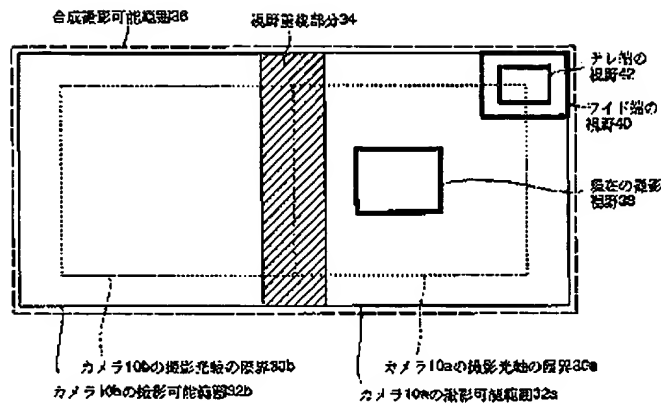 合成撮影可能範囲36
視野重複部分34
テレ端の
視野42
ワイド端の
視野40
現在の撮影
視野38
カメラ10bの撮影光軸の限界30b
カメラ10bの撮影可能範囲32b
カメラ10aの撮影光軸の限界30a
カメラ10aの撮影可能範囲32a